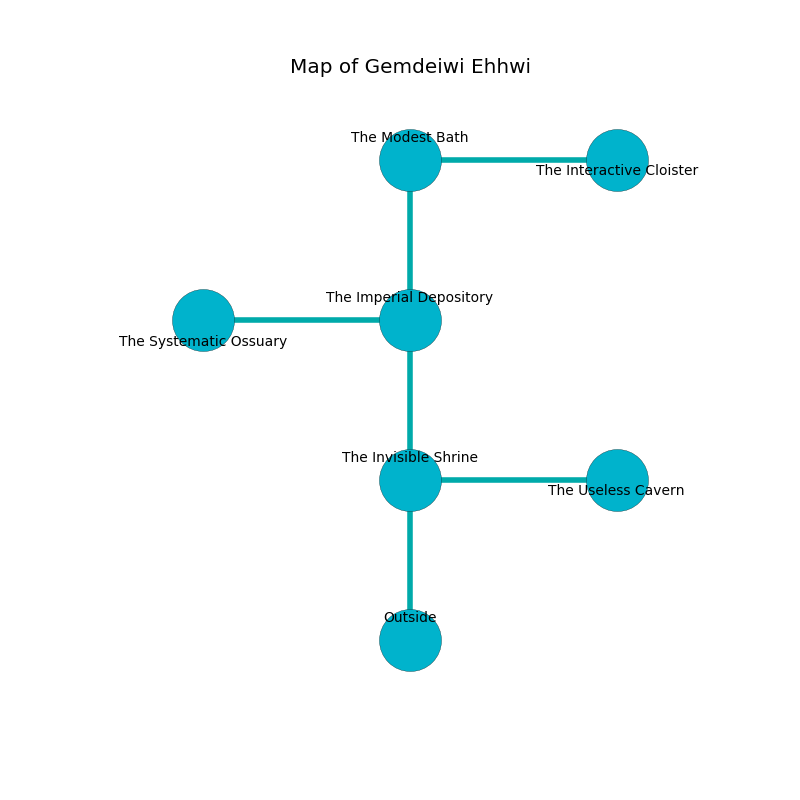 Map of Gemdeiwi Ehhwi
The Modest Bath
The Interactive Cloister
The Imperial Depository
The Systematic Ossuary
The Invisible Shrine
The Useless Cavern
Outside